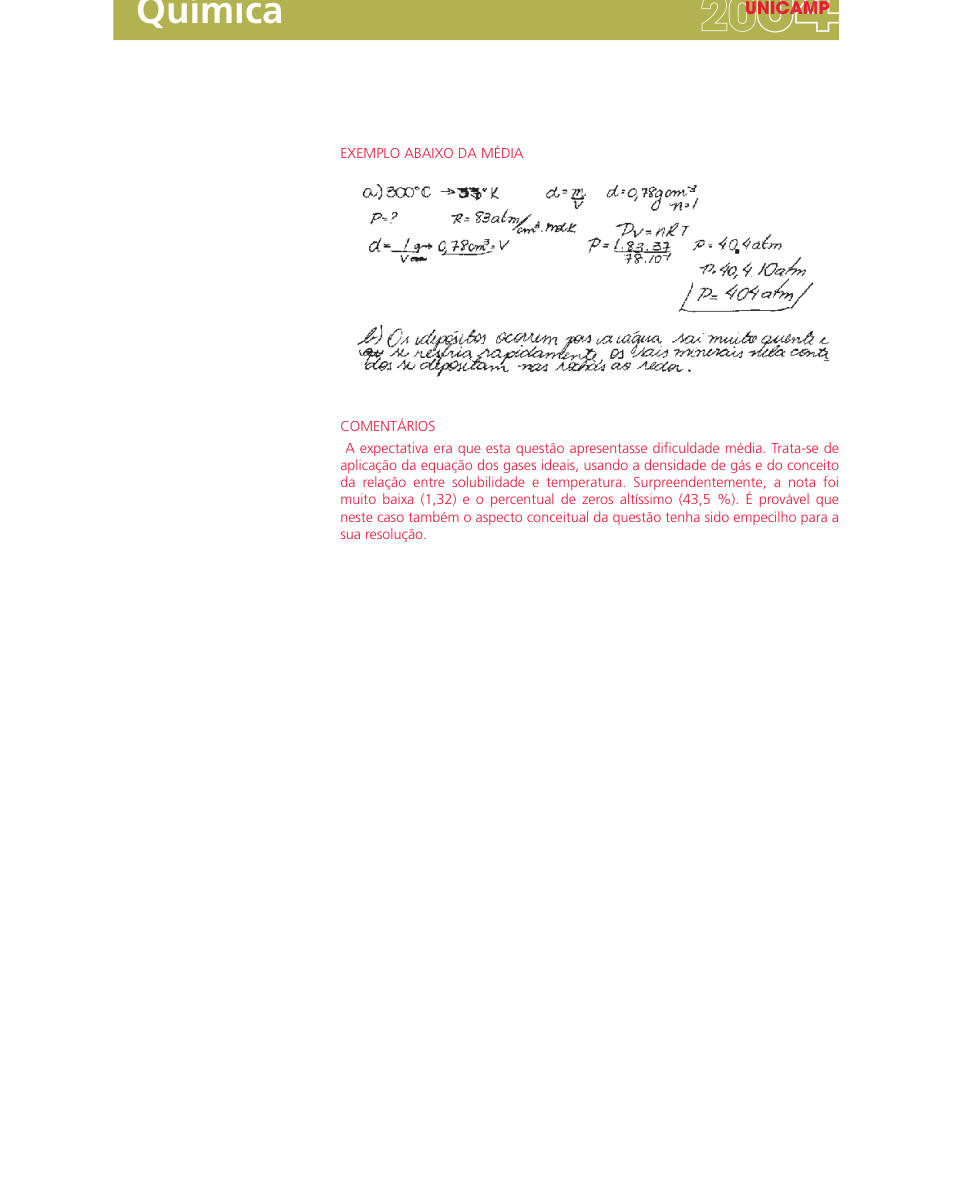 Química
2004
UNICAMP
EXEMPLO ABAIXO DA MÉDIA
a) 300°C → 33°K d = m/V d = 0,78 g cm³ n=1
P=? R = 83 atm/cm³.mol.K PV = nRT
d = 1g → 0,78cm³ = V P = 1.83.37/78.10⁻¹ p = 40,4 atm
p. 40,4 10 atm
P = 404 atm
b) Os depósitos ocorrem pois a água sai muito quente e
se resfria rapidamente, os sais minerais nela conti
dos se depositam nas rochas ao redor.
COMENTÁRIOS
A expectativa era que esta questão apresentasse dificuldade média. Trata-se de
aplicação da equação dos gases ideais, usando a densidade de gás e do conceito
da relação entre solubilidade e temperatura. Surpreendentemente, a nota foi
muito baixa (1,32) e o percentual de zeros altíssimo (43,5 %). É provável que
neste caso também o aspecto conceitual da questão tenha sido empecilho para a
sua resolução.